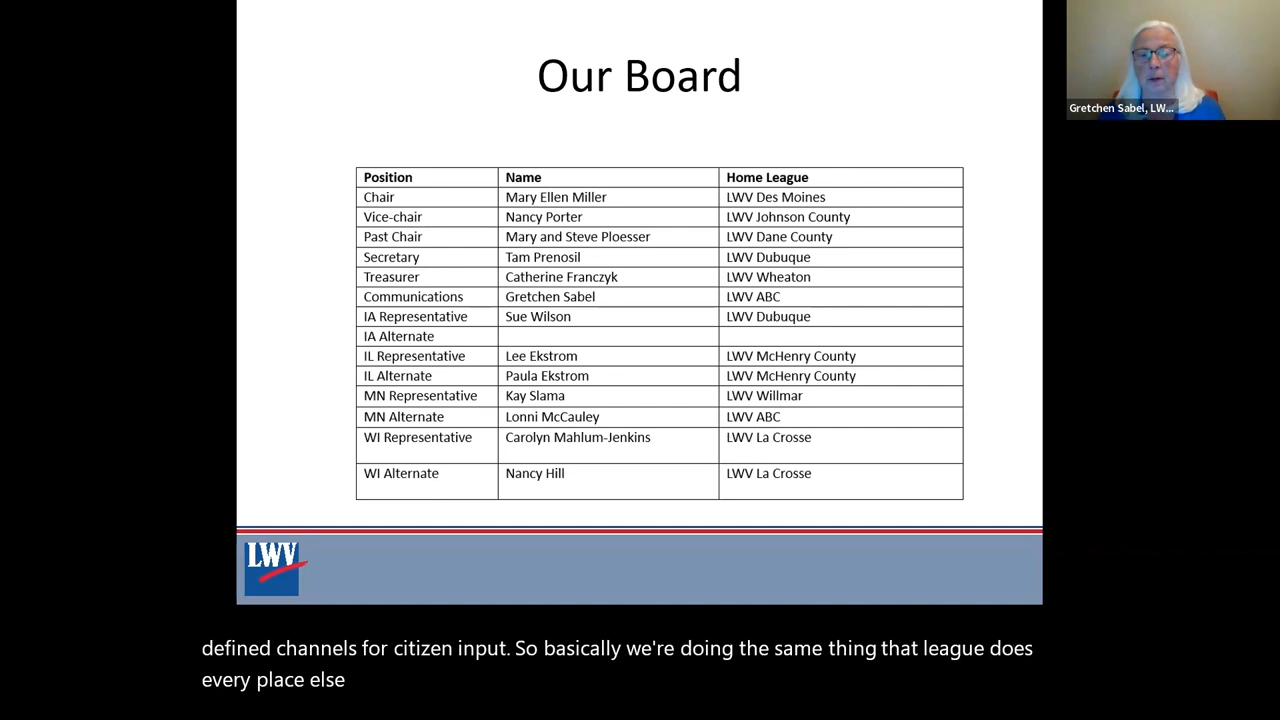 Our Board
Gretchen Sabel, LW...
Position Name Home League
Chair Mary Ellen Miller LWV Des Moines
Vice-chair Nancy Porter LWV Johnson County
Past Chair Mary and Steve Ploesser LWV Dane County
Secretary Tam Prenosil LWV Dubuque
Treasurer Catherine Franczyk LWV Wheaton
Communications Gretchen Sabel LWV ABC
IA Representative Sue Wilson LWV Dubuque
IA Alternate
IL Representative Lee Ekstrom LWV McHenry County
IL Alternate Paula Ekstrom LWV McHenry County
MN Representative Kay Slama LWV Willmar
MN Alternate Lonni McCauley LWV ABC
WI Representative Carolyn Mahlum-Jenkins LWV La Crosse
WI Alternate Nancy Hill LWV La Crosse
LWV
defined channels for citizen input. So basically we're doing the same thing that league does
every place else